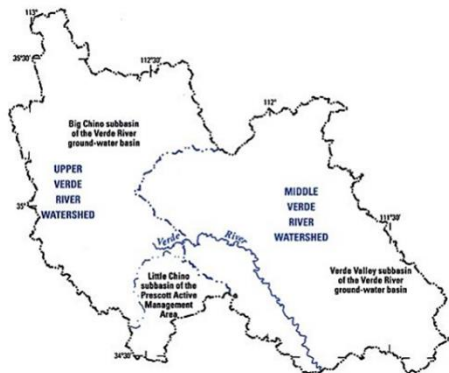 113°
35°30'
112°30'
Big Chino subbasin
of the Verde River
ground-water basin
112°
UPPER
VERDE
RIVER
WATERSHED
MIDDLE
VERDE
RIVER
WATERSHED
35°
111°30'
Verde River
Verde Valley subbasin
of the Verde River
ground-water basin
Little Chino
subbasin of the
Prescott Active
Management
Area
34°30'